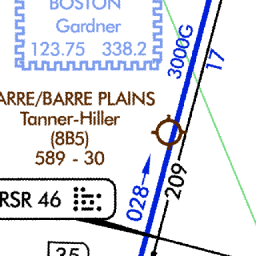 BOSTON
Gardner
123.75 338.2
3000G
17
ARRE/BARRE PLAINS
Tanner-Hiller
(8B5)
589 - 30
028
209
RSR 46
35